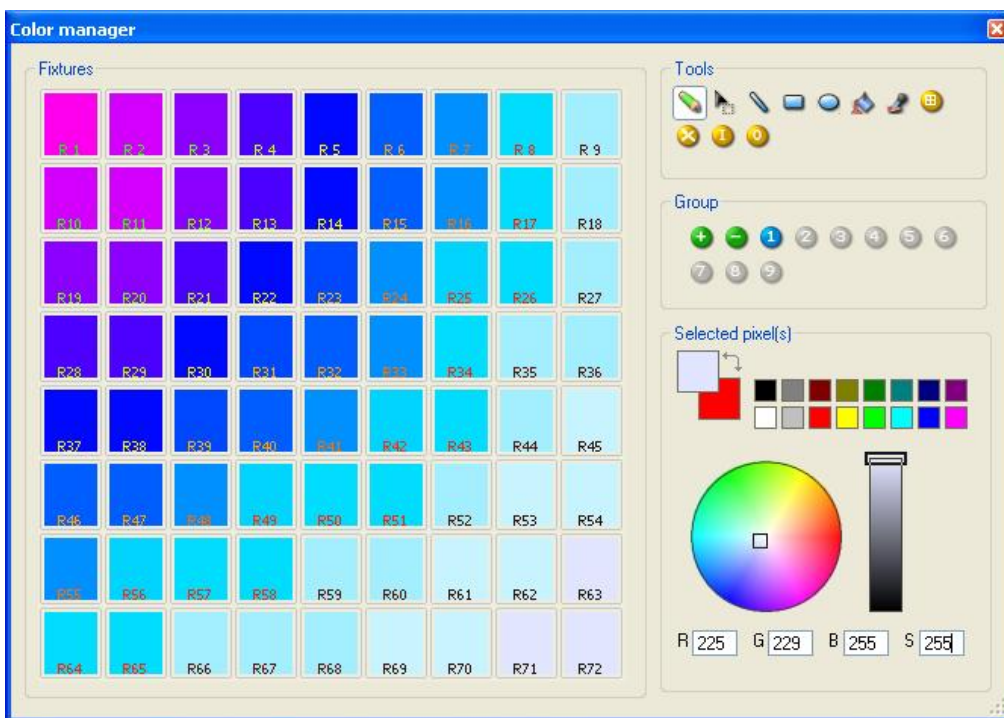 Color manager
Fixtures
R 1 R 2 R 3 R 4 R 5 R 6 R 7 R 8 R 9
R10 R11 R12 R13 R14 R15 R16 R17 R18
R19 R20 R21 R22 R23 R24 R25 R26 R27
R28 R29 R30 R31 R32 R33 R34 R35 R36
R37 R38 R39 R40 R41 R42 R43 R44 R45
R46 R47 R48 R49 R50 R51 R52 R53 R54
R55 R56 R57 R58 R59 R60 R61 R62 R63
R64 R65 R66 R67 R68 R69 R70 R71 R72
Tools
Group
1 2 3 4 5 6
7 8 9
Selected pixel(s)
R 225 G 229 B 255 S 255